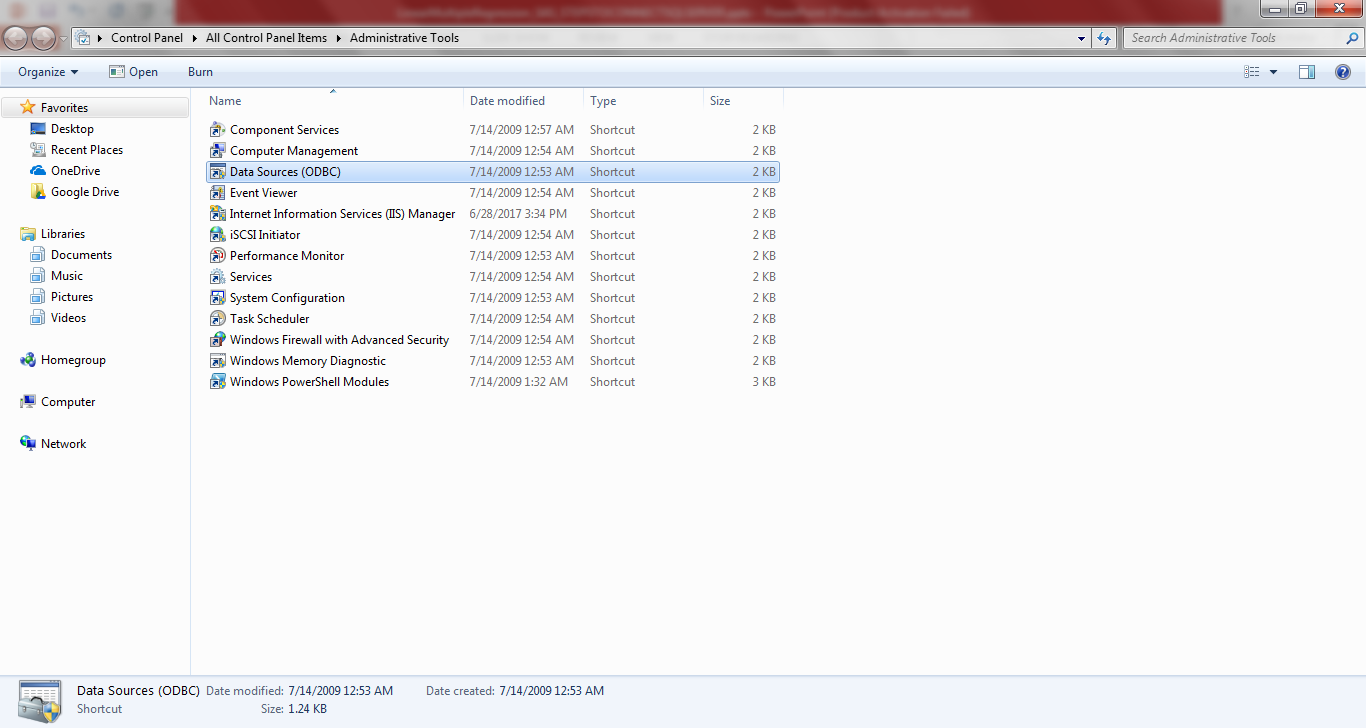 Control Panel All Control Panel Items Administrative Tools Search Administrative Tools
Organize Open Burn
Name Date modified Type Size
Favorites
Desktop
Recent Places
OneDrive
Google Drive
Libraries
Documents
Music
Pictures
Videos
Homegroup
Computer
Network
Component Services 7/14/2009 12:57 AM Shortcut 2 KB
Computer Management 7/14/2009 12:54 AM Shortcut 2 KB
Data Sources (ODBC) 7/14/2009 12:53 AM Shortcut 2 KB
Event Viewer 7/14/2009 12:54 AM Shortcut 2 KB
Internet Information Services (IIS) Manager 6/28/2017 3:34 PM Shortcut 2 KB
iSCSI Initiator 7/14/2009 12:54 AM Shortcut 2 KB
Performance Monitor 7/14/2009 12:53 AM Shortcut 2 KB
Services 7/14/2009 12:54 AM Shortcut 2 KB
System Configuration 7/14/2009 12:53 AM Shortcut 2 KB
Task Scheduler 7/14/2009 12:54 AM Shortcut 2 KB
Windows Firewall with Advanced Security 7/14/2009 12:54 AM Shortcut 2 KB
Windows Memory Diagnostic 7/14/2009 12:53 AM Shortcut 2 KB
Windows PowerShell Modules 7/14/2009 1:32 AM Shortcut 3 KB
Data Sources (ODBC) Date modified: 7/14/2009 12:53 AM Date created: 7/14/2009 12:53 AM
Shortcut Size: 1.24 KB